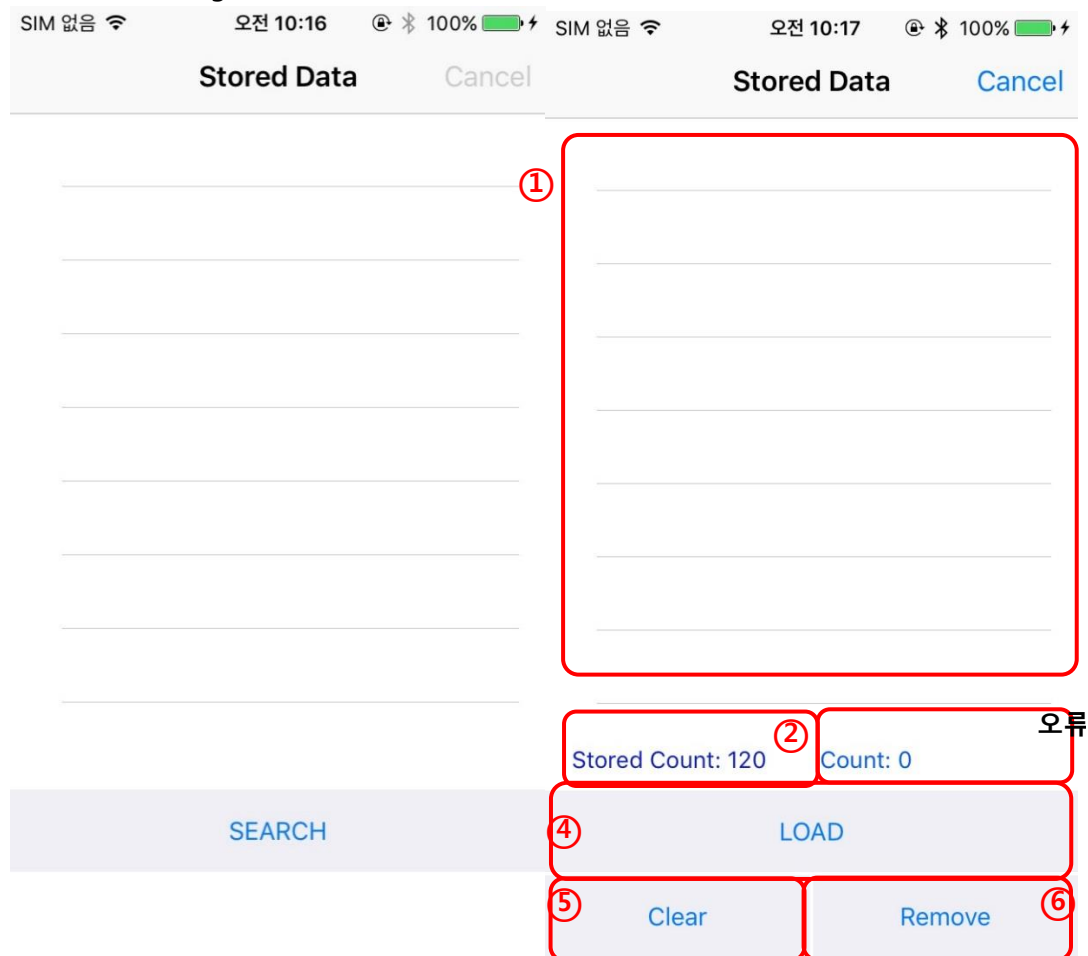 SIM 없음 오전 10:16 100%
Stored Data Cancel
SEARCH
SIM 없음 오전 10:17 100%
Stored Data Cancel
①
②
오류
Stored Count: 120 Count: 0
④ LOAD
⑤ Clear Remove ⑥